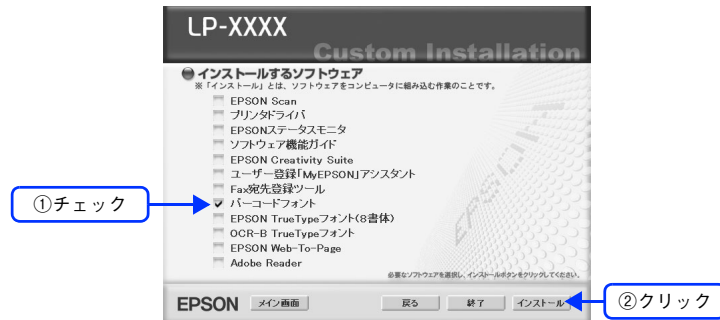 LP-XXXX
Custom Installation
インストールするソフトウェア
※「インストール」とは、ソフトウェアをコンピュータに組み込む作業のことです。
EPSON Scan
プリンタドライバ
EPSONステータスモニタ
ソフトウェア機能ガイド
EPSON Creativity Suite
ユーザー登録「MyEPSON」アシスタント
Fax宛先登録ツール
①チェック
バーコードフォント
EPSON TrueTypeフォント(8書体)
OCR-B TrueTypeフォント
EPSON Web-To-Page
Adobe Reader
必要なソフトウェアを選択し、インストールボタンをクリックしてください。
EPSON
EPSON メイン画面 戻る 終了 インストール ②クリック